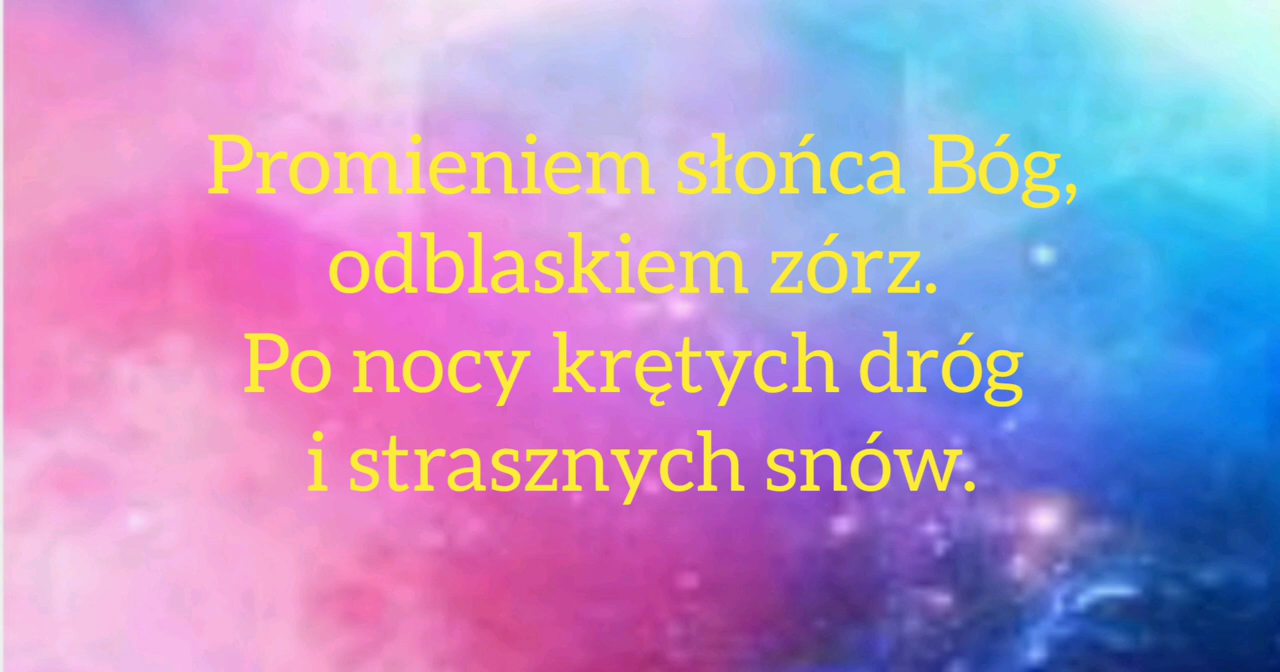 Promieniem słońca Bóg,
odblaskiem zórz.
Po nocy krętych dróg
i strasznych snów.